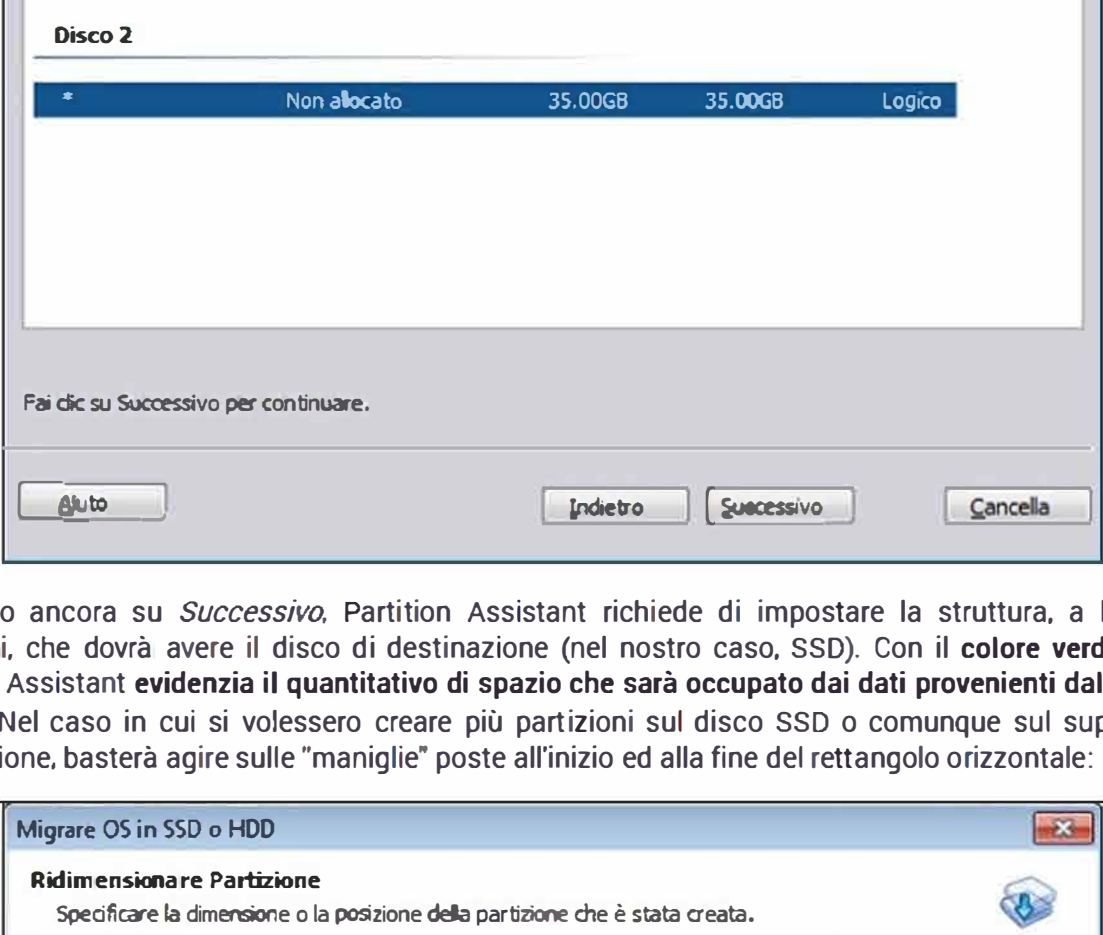 Disco 2
* Non allocato 35.00GB 35.00GB Logico
Fai clic su Successivo per continuare.
Aiuto Indietro Successivo Cancella
o ancora su Successivo, Partition Assistant richiede di impostare la struttura, a l
i, che dovrà avere il disco di destinazione (nel nostro caso, SSD). Con il colore verd
Assistant evidenzia il quantitativo di spazio che sarà occupato dai dati provenienti dal
Nel caso in cui si volessero creare più partizioni sul disco SSD o comunque sul sup
ione, basterà agire sulle "maniglie" poste all'inizio ed alla fine del rettangolo orizzontale:
Migrare OS in SSD o HDD
Ridimensionare Partizione
Specificare la dimensione o la posizione della partizione che è stata creata.